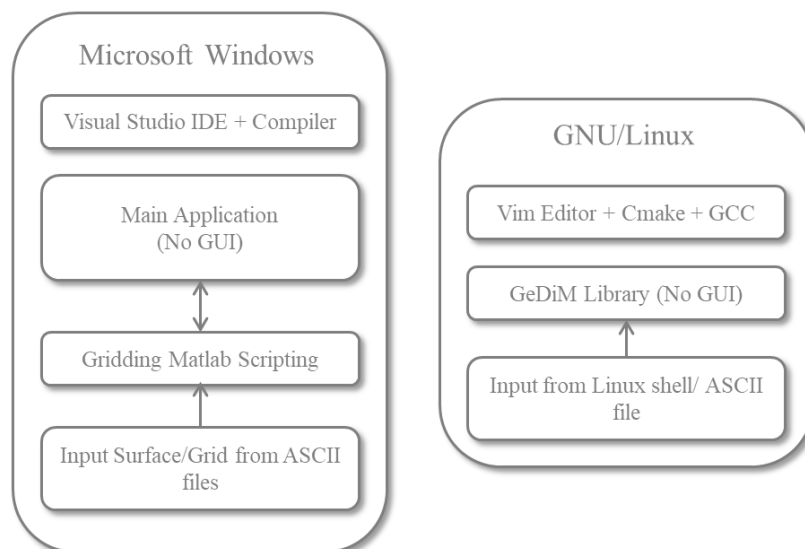 Microsoft Windows
Visual Studio IDE + Compiler
Main Application
(No GUI)
Gridding Matlab Scripting
Input Surface/Grid from ASCII
files
GNU/Linux
Vim Editor + Cmake + GCC
GeDiM Library (No GUI)
Input from Linux shell/ ASCII
file